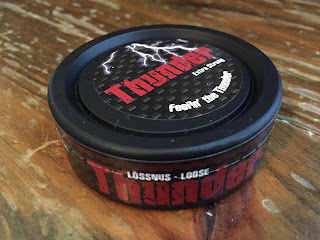 Thunder
Extra Strong
Feelin' the Thunder
LÖSSNUS - LOOSE
Thunder